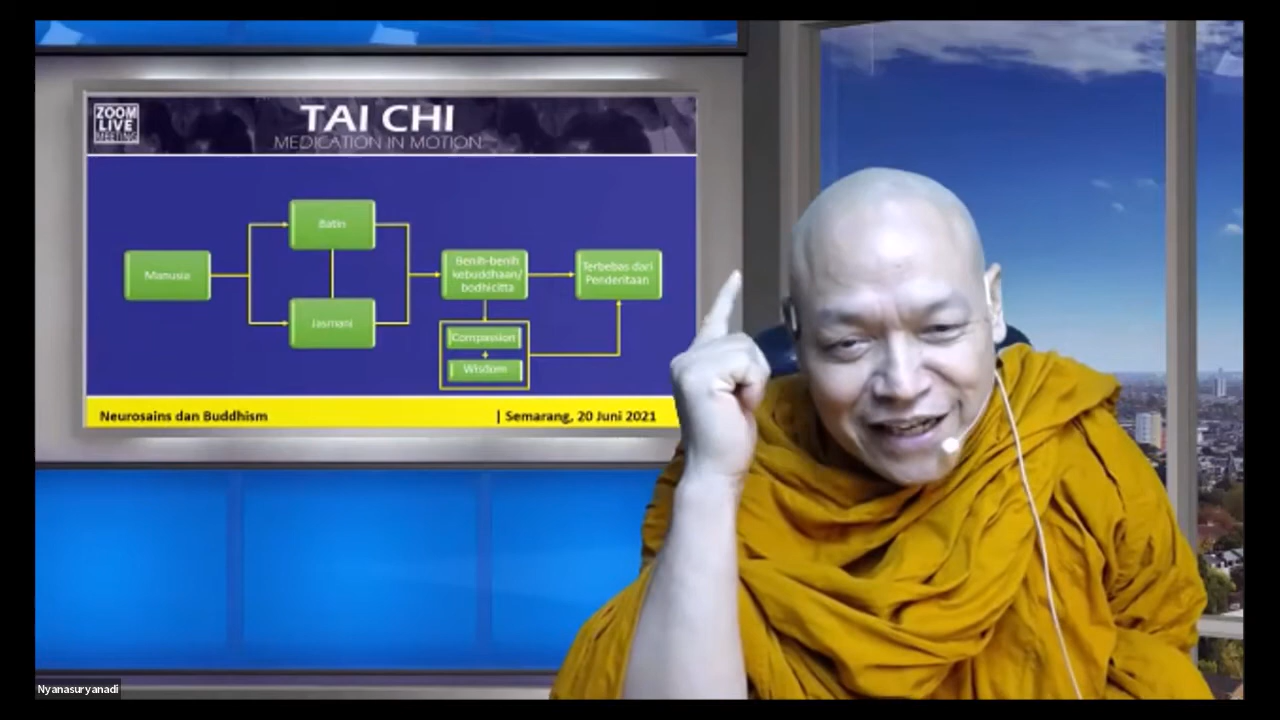 ZOOM
LIVE
MEETING
TAI CHI
MEDICATION IN MOTION
Batin
Manusia
Jasmani
Benih-benih
kebuddhaan/
bodhicitta
Terbebas dari
Penderitaan
Compassion
Wisdom
Neurosains dan Buddhism
| Semarang, 20 Juni 2021
Nyanasuryanadi